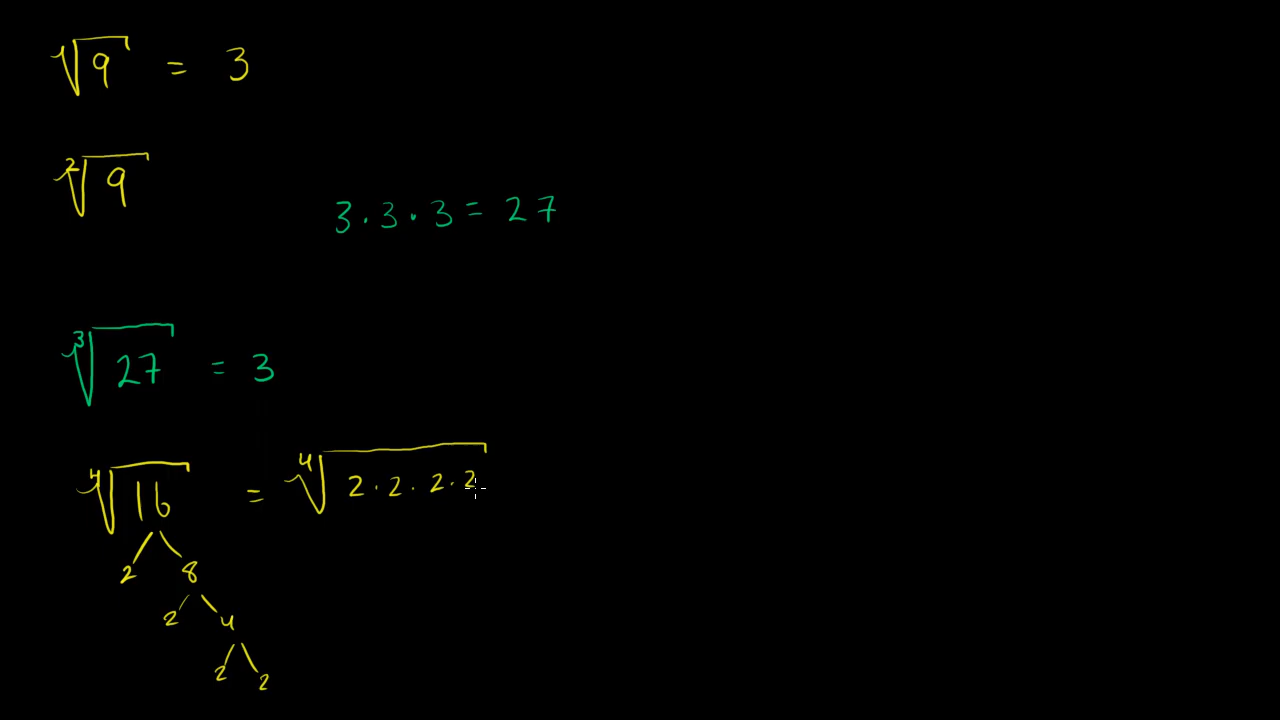 √9 = 3
²√9
3 · 3 · 3 = 27
³√27 = 3
⁴√16 = ⁴√2 · 2 · 2 · 2
2 8
2 4
2 2